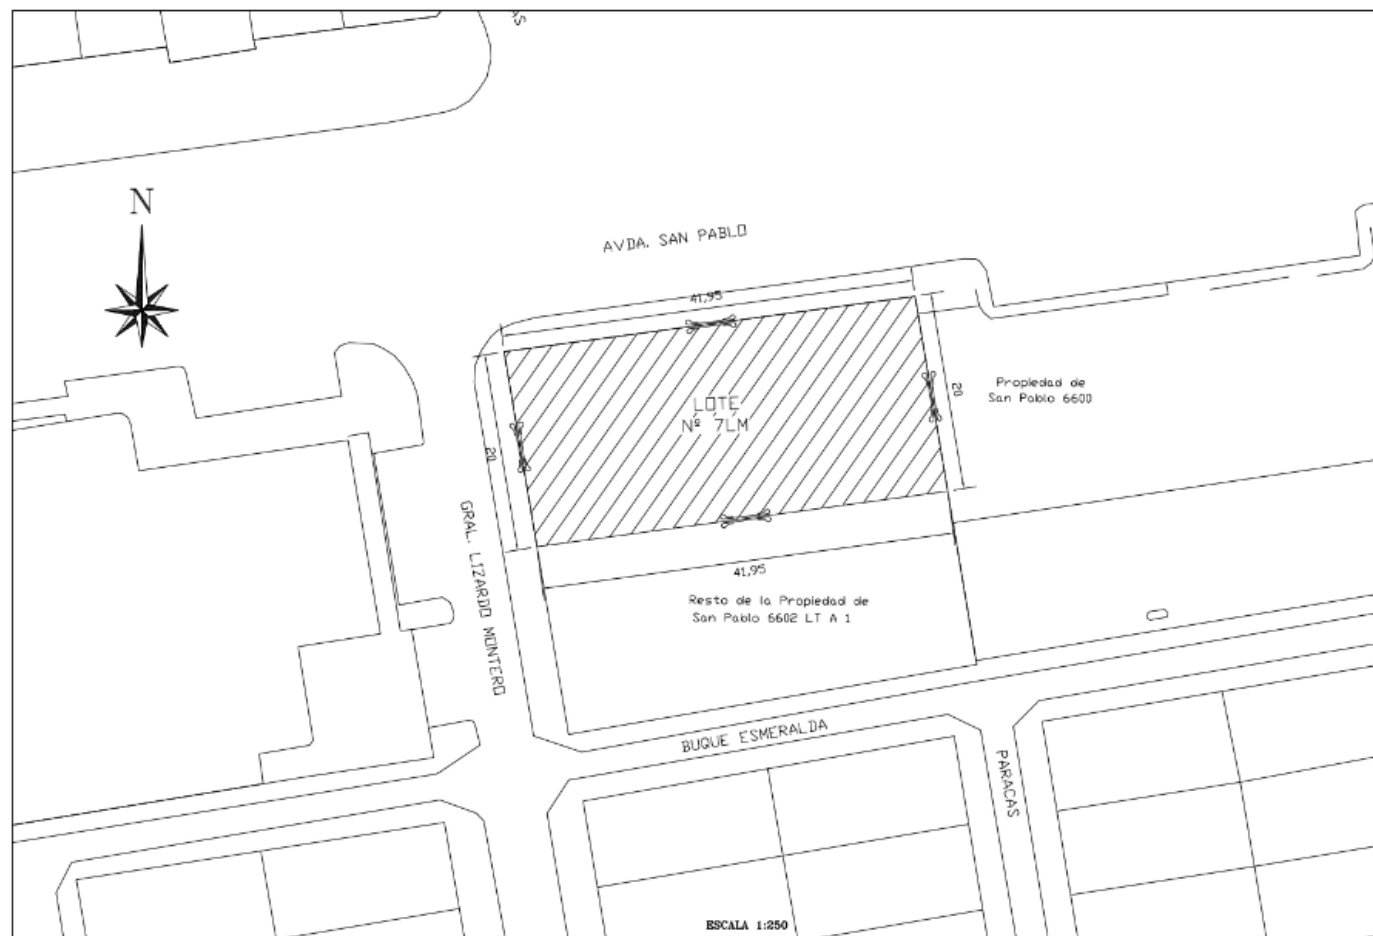 N
AVDA. SAN PABLO
41,95
LOTE
Nº 7LM
20
20
Propiedad de
San Pablo 6600
GRAL. LIZARDO MONTERO
41,95
Resto de la Propiedad de
San Pablo 6602 LT A 1
BUQUE ESMERALDA
PARACAS
ESCALA 1:250